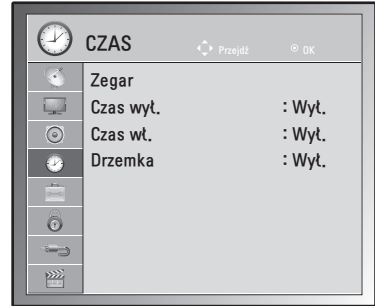 CZAS Przejdź OK
Zegar
Czas wył. : Wył.
Czas wł. : Wył.
Drzemka : Wył.